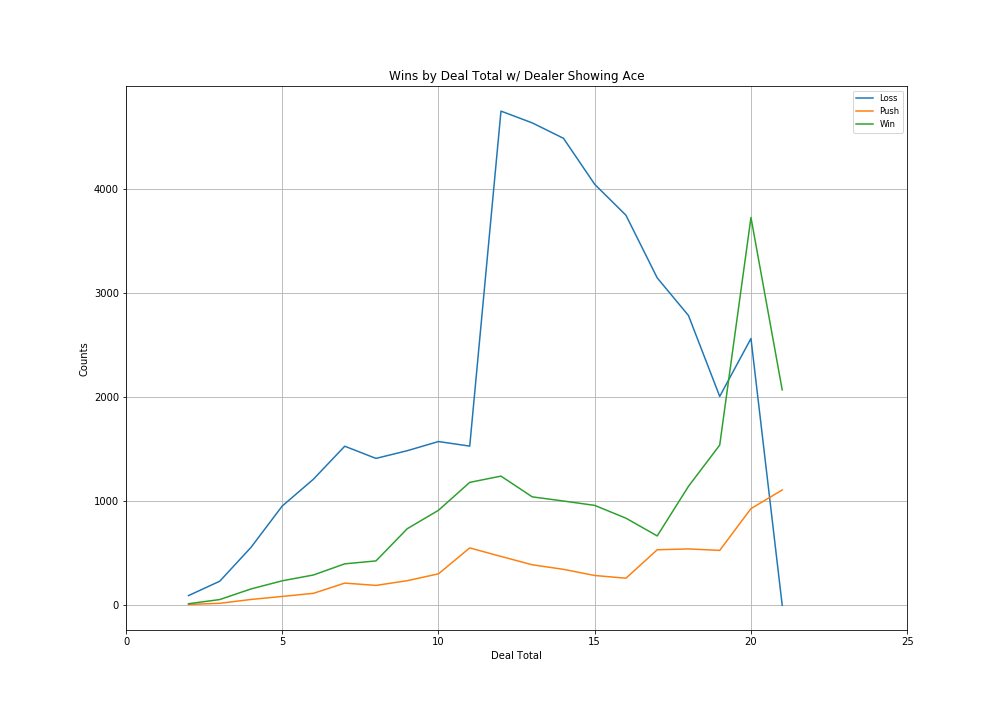 Wins by Deal Total w/ Dealer Showing Ace
Loss
Push
Win
Counts
4000
3000
2000
1000
0
0 5 10 15 20 25
Deal Total